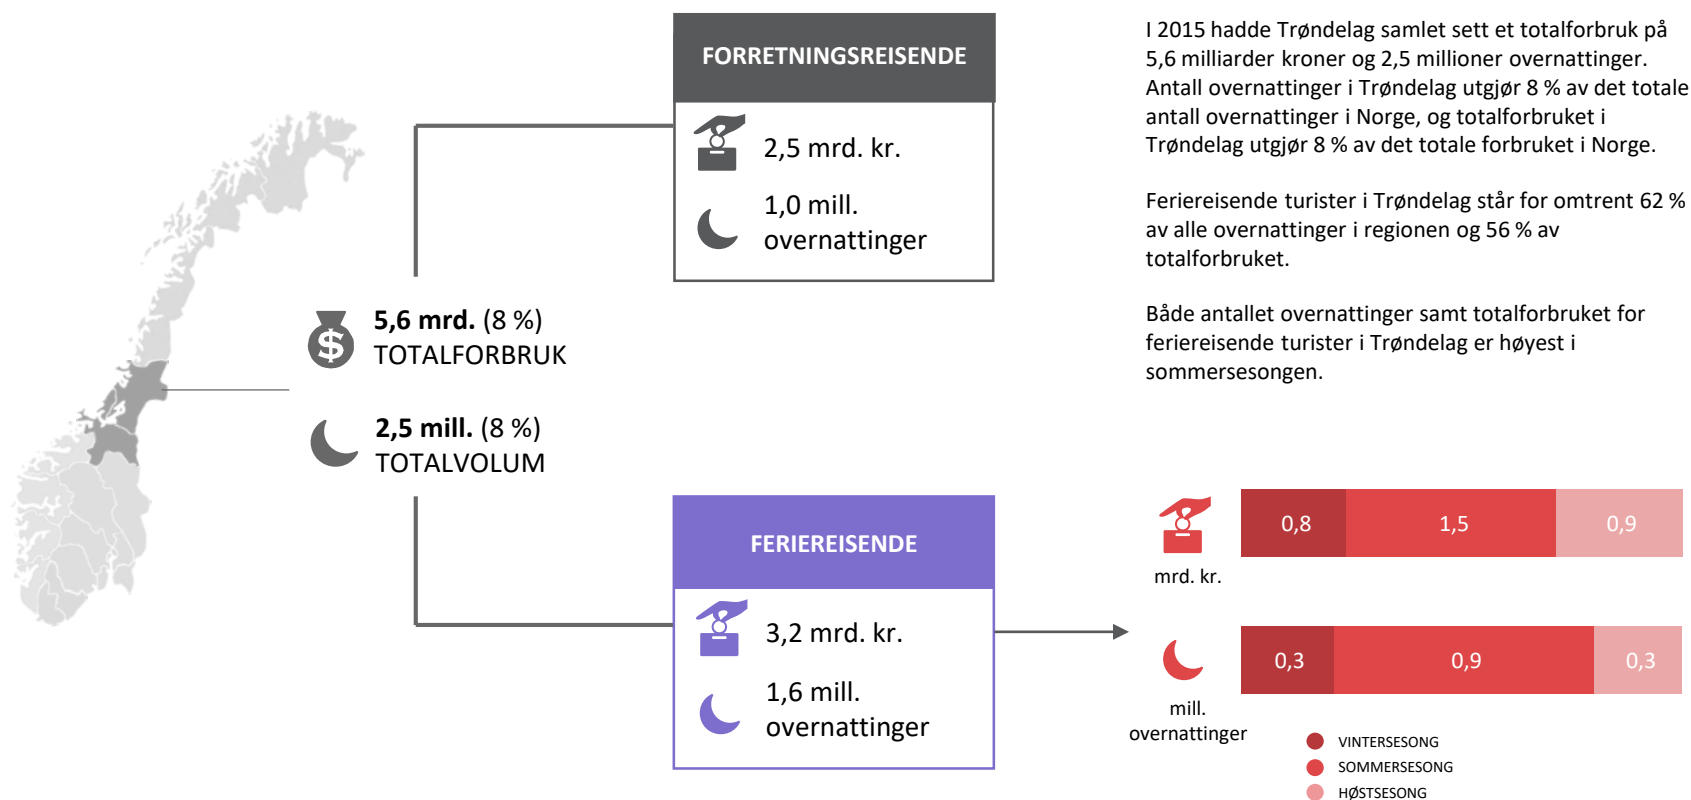 I 2015 hadde Trøndelag samlet sett et totalforbruk på
5,6 milliarder kroner og 2,5 millioner overnattinger.
Antall overnattinger i Trøndelag utgjør 8 % av det totale
antall overnattinger i Norge, og totalforbruket i
Trøndelag utgjør 8 % av det totale forbruket i Norge.
Feriereisende turister i Trøndelag står for omtrent 62 %
av alle overnattinger i regionen og 56 % av
totalforbruket.
Både antallet overnattinger samt totalforbruket for
feriereisende turister i Trøndelag er høyest i
sommersesongen.
FORRETNINGSREISENDE
2,5 mrd. kr.
1,0 mill.
overnattinger
$
5,6 mrd. (8 %)
TOTALFORBRUK
2,5 mill. (8 %)
TOTALVOLUM
FERIEREISENDE
3,2 mrd. kr.
1,6 mill.
overnattinger
0,8 1,5 0,9
mrd. kr.
0,3 0,9 0,3
mill.
overnattinger
VINTERSESONG
SOMMERSESONG
HØSTSESONG